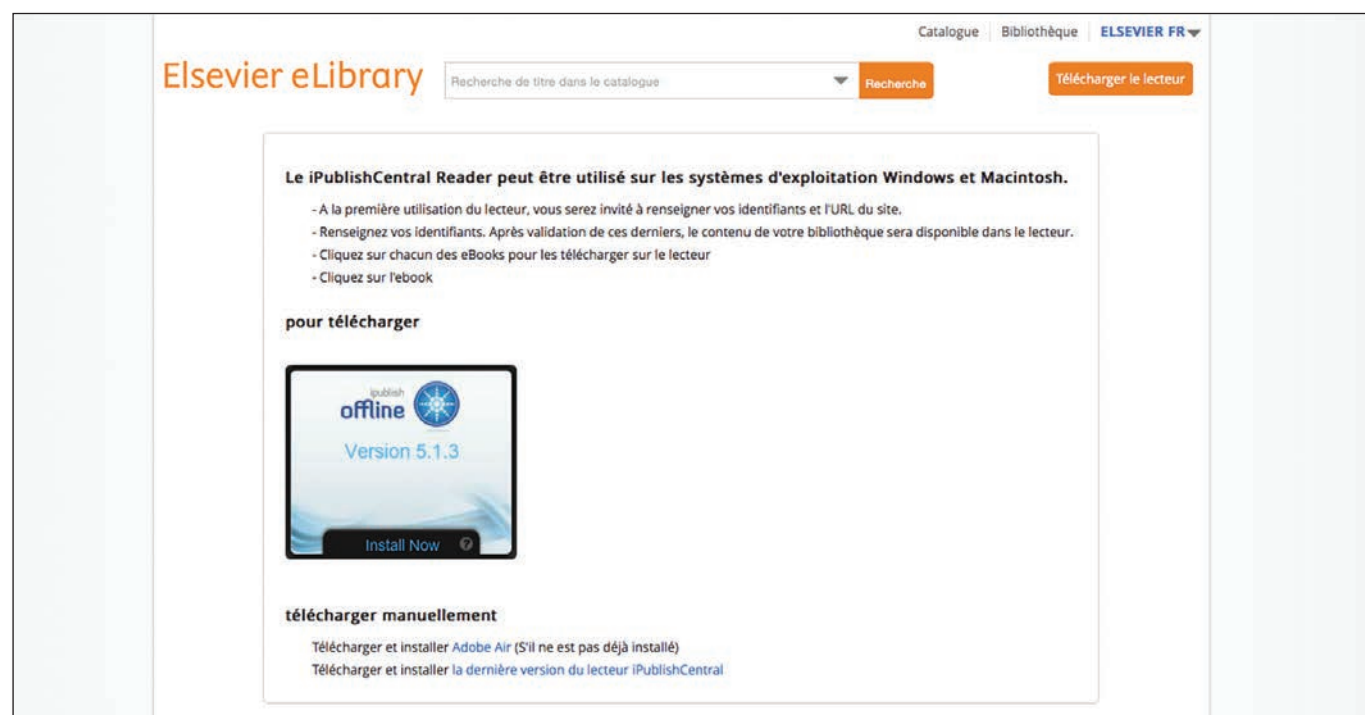 Catalogue Bibliothèque ELSEVIER FR
Elsevier eLibrary Recherche de titre dans le catalogue Recherche Télécharger le lecteur
Le iPublishCentral Reader peut être utilisé sur les systèmes d'exploitation Windows et Macintosh.
- A la première utilisation du lecteur, vous serez invité à renseigner vos identifiants et l'URL du site.
- Renseignez vos identifiants. Après validation de ces derniers, le contenu de votre bibliothèque sera disponible dans le lecteur.
- Cliquez sur chacun des eBooks pour les télécharger sur le lecteur
- Cliquez sur l'ebook
pour télécharger
ipublish
offline
Version 5.1.3
Install Now ?
télécharger manuellement
Télécharger et installer Adobe Air (S'il ne est pas déjà installé)
Télécharger et installer la dernière version du lecteur iPublishCentral